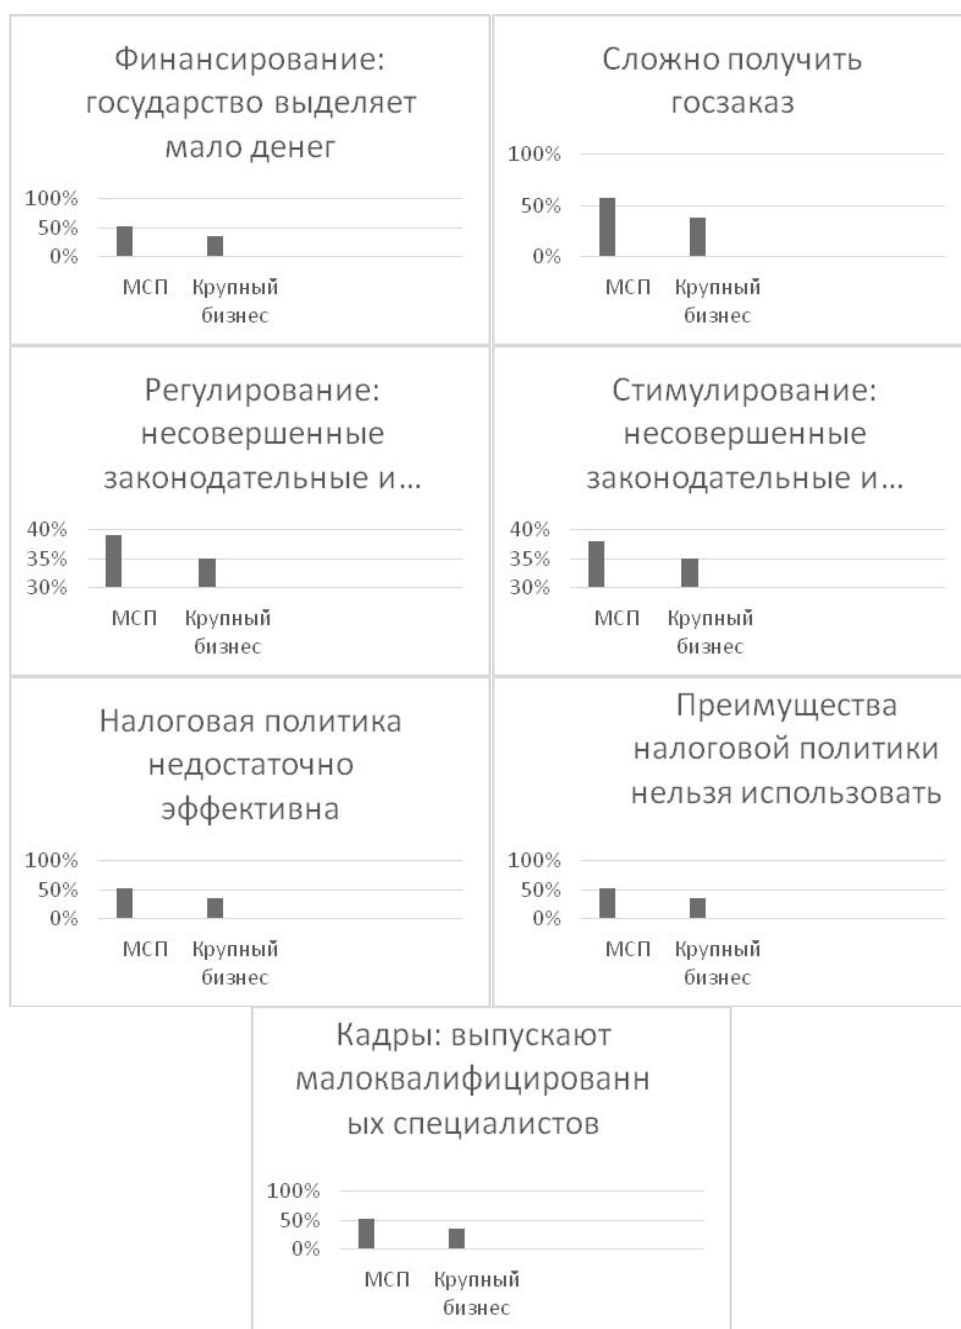 Финансирование:
государство выделяет
мало денег
100%
50%
0%
МСП
Крупный
бизнес
Сложно получить
госзаказ
100%
50%
0%
МСП
Крупный
бизнес
Регулирование:
несовершенные
законодательные и...
40%
35%
30%
МСП
Крупный
бизнес
Стимулирование:
несовершенные
законодательные и...
40%
35%
30%
МСП
Крупный
бизнес
Налоговая политика
недостаточно
эффективна
100%
50%
0%
МСП
Крупный
бизнес
Преимущества
налоговой политики
нельзя использовать
100%
50%
0%
МСП
Крупный
бизнес
Кадры: выпускают
малоквалифицированн
ых специалистов
100%
50%
0%
МСП
Крупный
бизнес